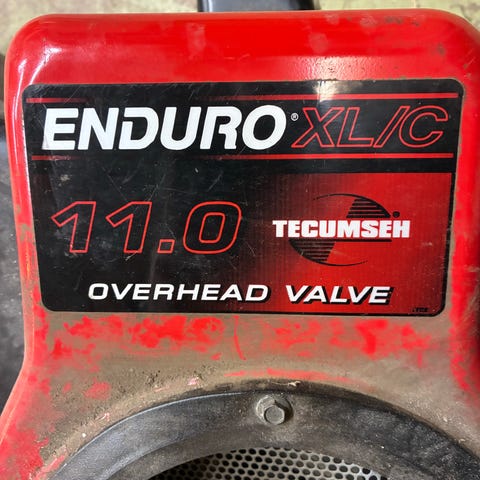 ENDURO® XL/C
11.0
TECUMSEH®
OVERHEAD VALVE